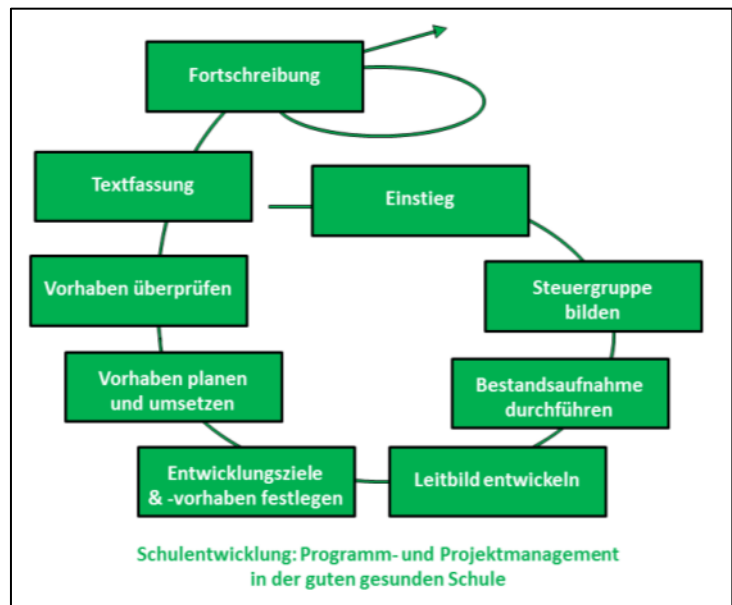 Fortschreibung
Textfassung
Einstieg
Vorhaben überprüfen
Steuergruppe
bilden
Vorhaben planen
und umsetzen
Bestandsaufnahme
durchführen
Entwicklungsziele
& -vorhaben festlegen
Leitbild entwickeln
Schulentwicklung: Programm- und Projektmanagement
in der guten gesunden Schule